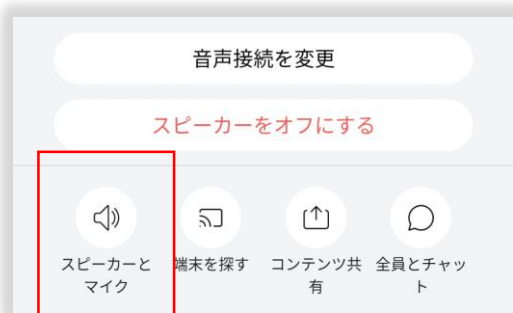 音声接続を変更
スピーカーをオフにする
スピーカーと
マイク
端末を探す
コンテンツ共
有
全員とチャッ
ト